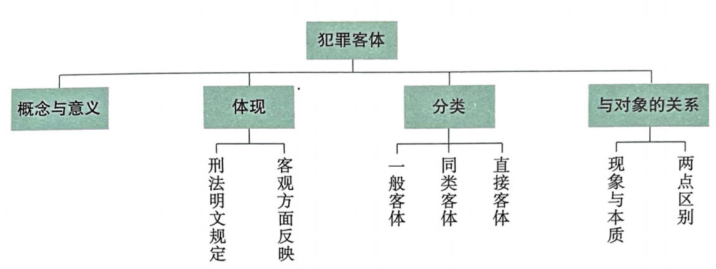 犯罪客体
概念与意义
体现
分类
与对象的关系
刑法明文规定
客观方面反映
一般客体
同类客体
直接客体
现象与本质
两点区别